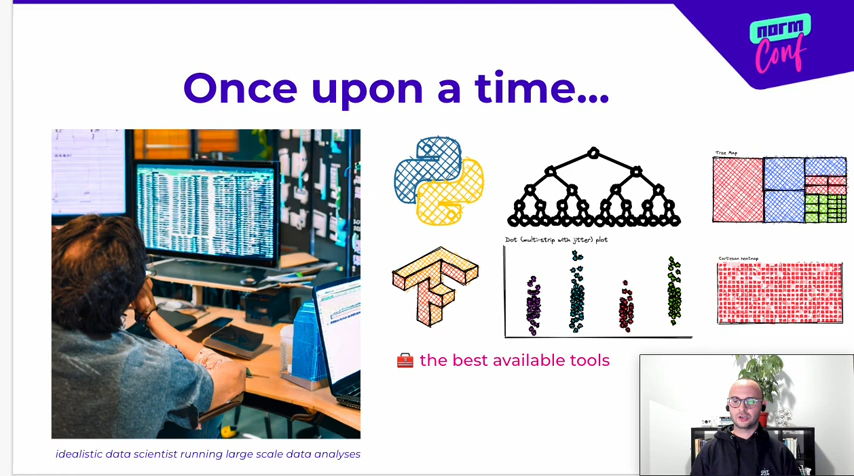 norm
Conf
Once upon a time...
Tree Map
Dot (multi-strip with jitter) plot
Cartesian heatmap
🧰 the best available tools
idealistic data scientist running large scale data analyses